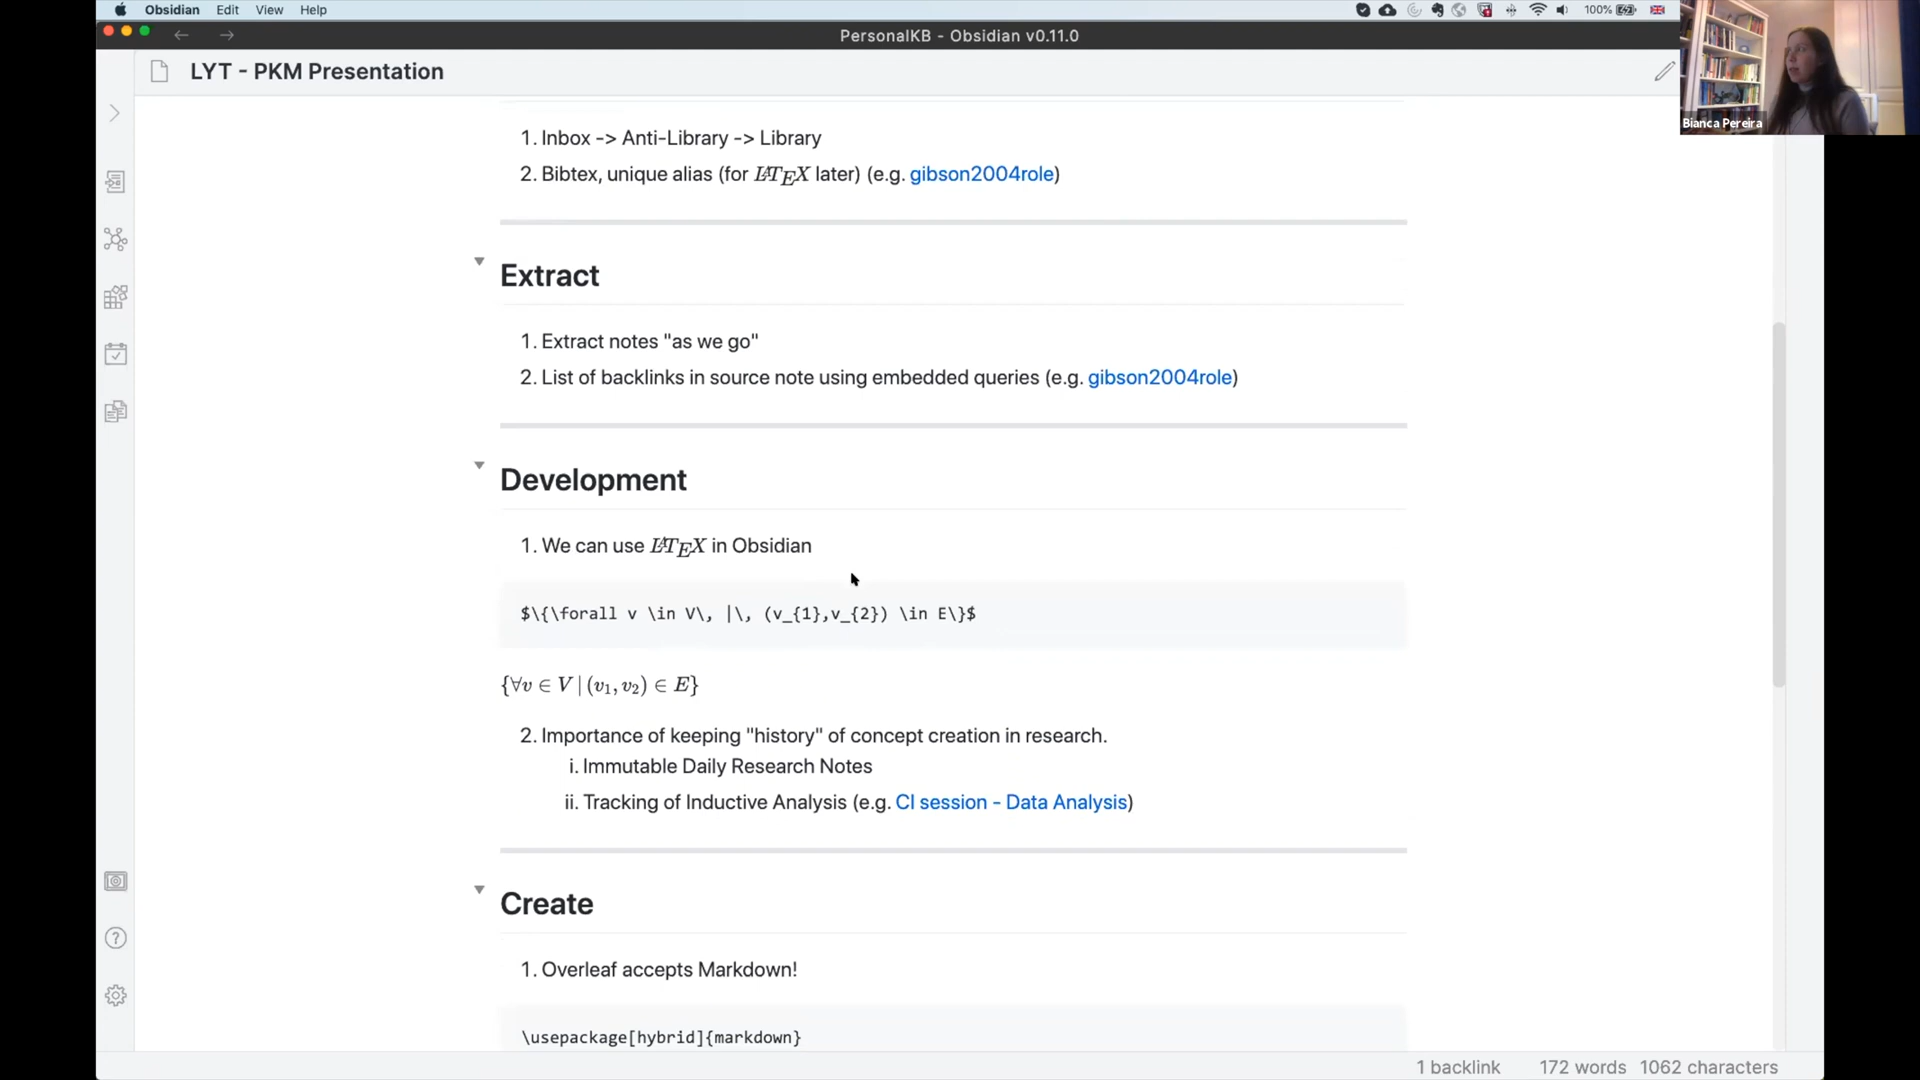 Obsidian Edit View Help 100%
PersonalKB - Obsidian v0.11.0
LYT - PKM Presentation
Bianca Pereira
1. Inbox -> Anti-Library -> Library
2. Bibtex, unique alias (for LATEX later) (e.g. gibson2004role)
Extract
1. Extract notes "as we go"
2. List of backlinks in source note using embedded queries (e.g. gibson2004role)
Development
1. We can use LATEX in Obsidian
$\{\forall v \in V\, |\, (v_{1},v_{2}) \in E\}$
{∀v ∈ V | (v₁, v₂) ∈ E}
2. Importance of keeping "history" of concept creation in research.
i. Immutable Daily Research Notes
ii. Tracking of Inductive Analysis (e.g. CI session - Data Analysis)
Create
1. Overleaf accepts Markdown!
\usepackage[hybrid]{markdown}
1 backlink 172 words 1062 characters